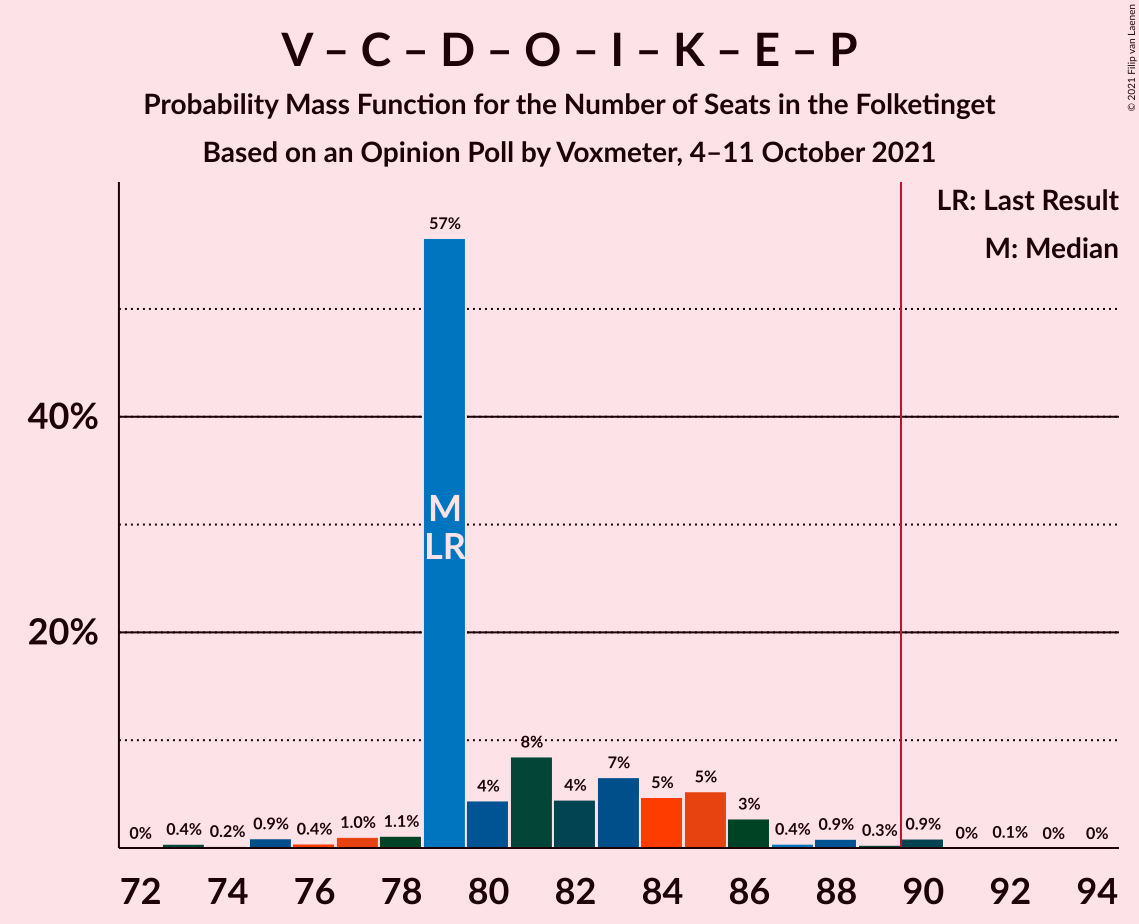 V – C – D – O – I – K – E – P
Probability Mass Function for the Number of Seats in the Folketinget
Based on an Opinion Poll by Voxmeter, 4–11 October 2021
© 2021 Filip van Laenen
LR: Last Result
M: Median
40%
20%
0% 0.4% 0.2% 0.9% 0.4% 1.0% 1.1% 57% 4% 8% 4% 7% 5% 5% 3% 0.4% 0.9% 0.3% 0.9% 0% 0.1% 0% 0%
M
LR
72 74 76 78 80 82 84 86 88 90 92 94